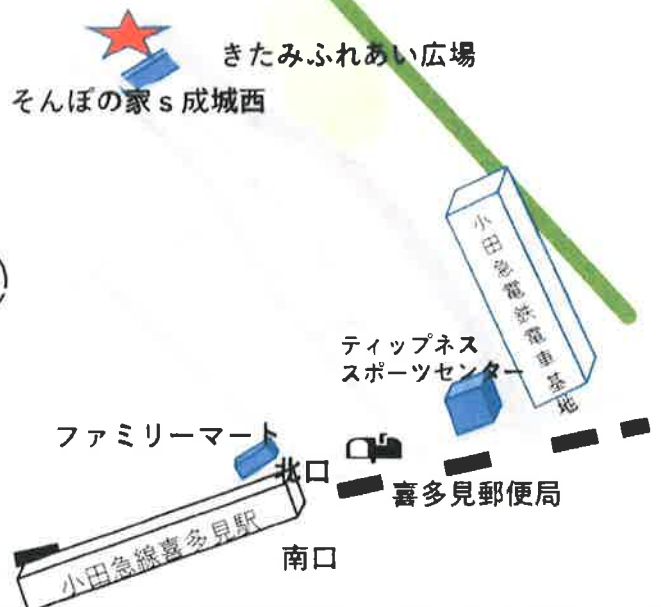 きたみふれあい広場
そんぽの家ｓ成城西
小田急電鉄電車基地
ティップネス
スポーツセンター
ファミリーマート
北口
喜多見郵便局
小田急線喜多見駅
南口